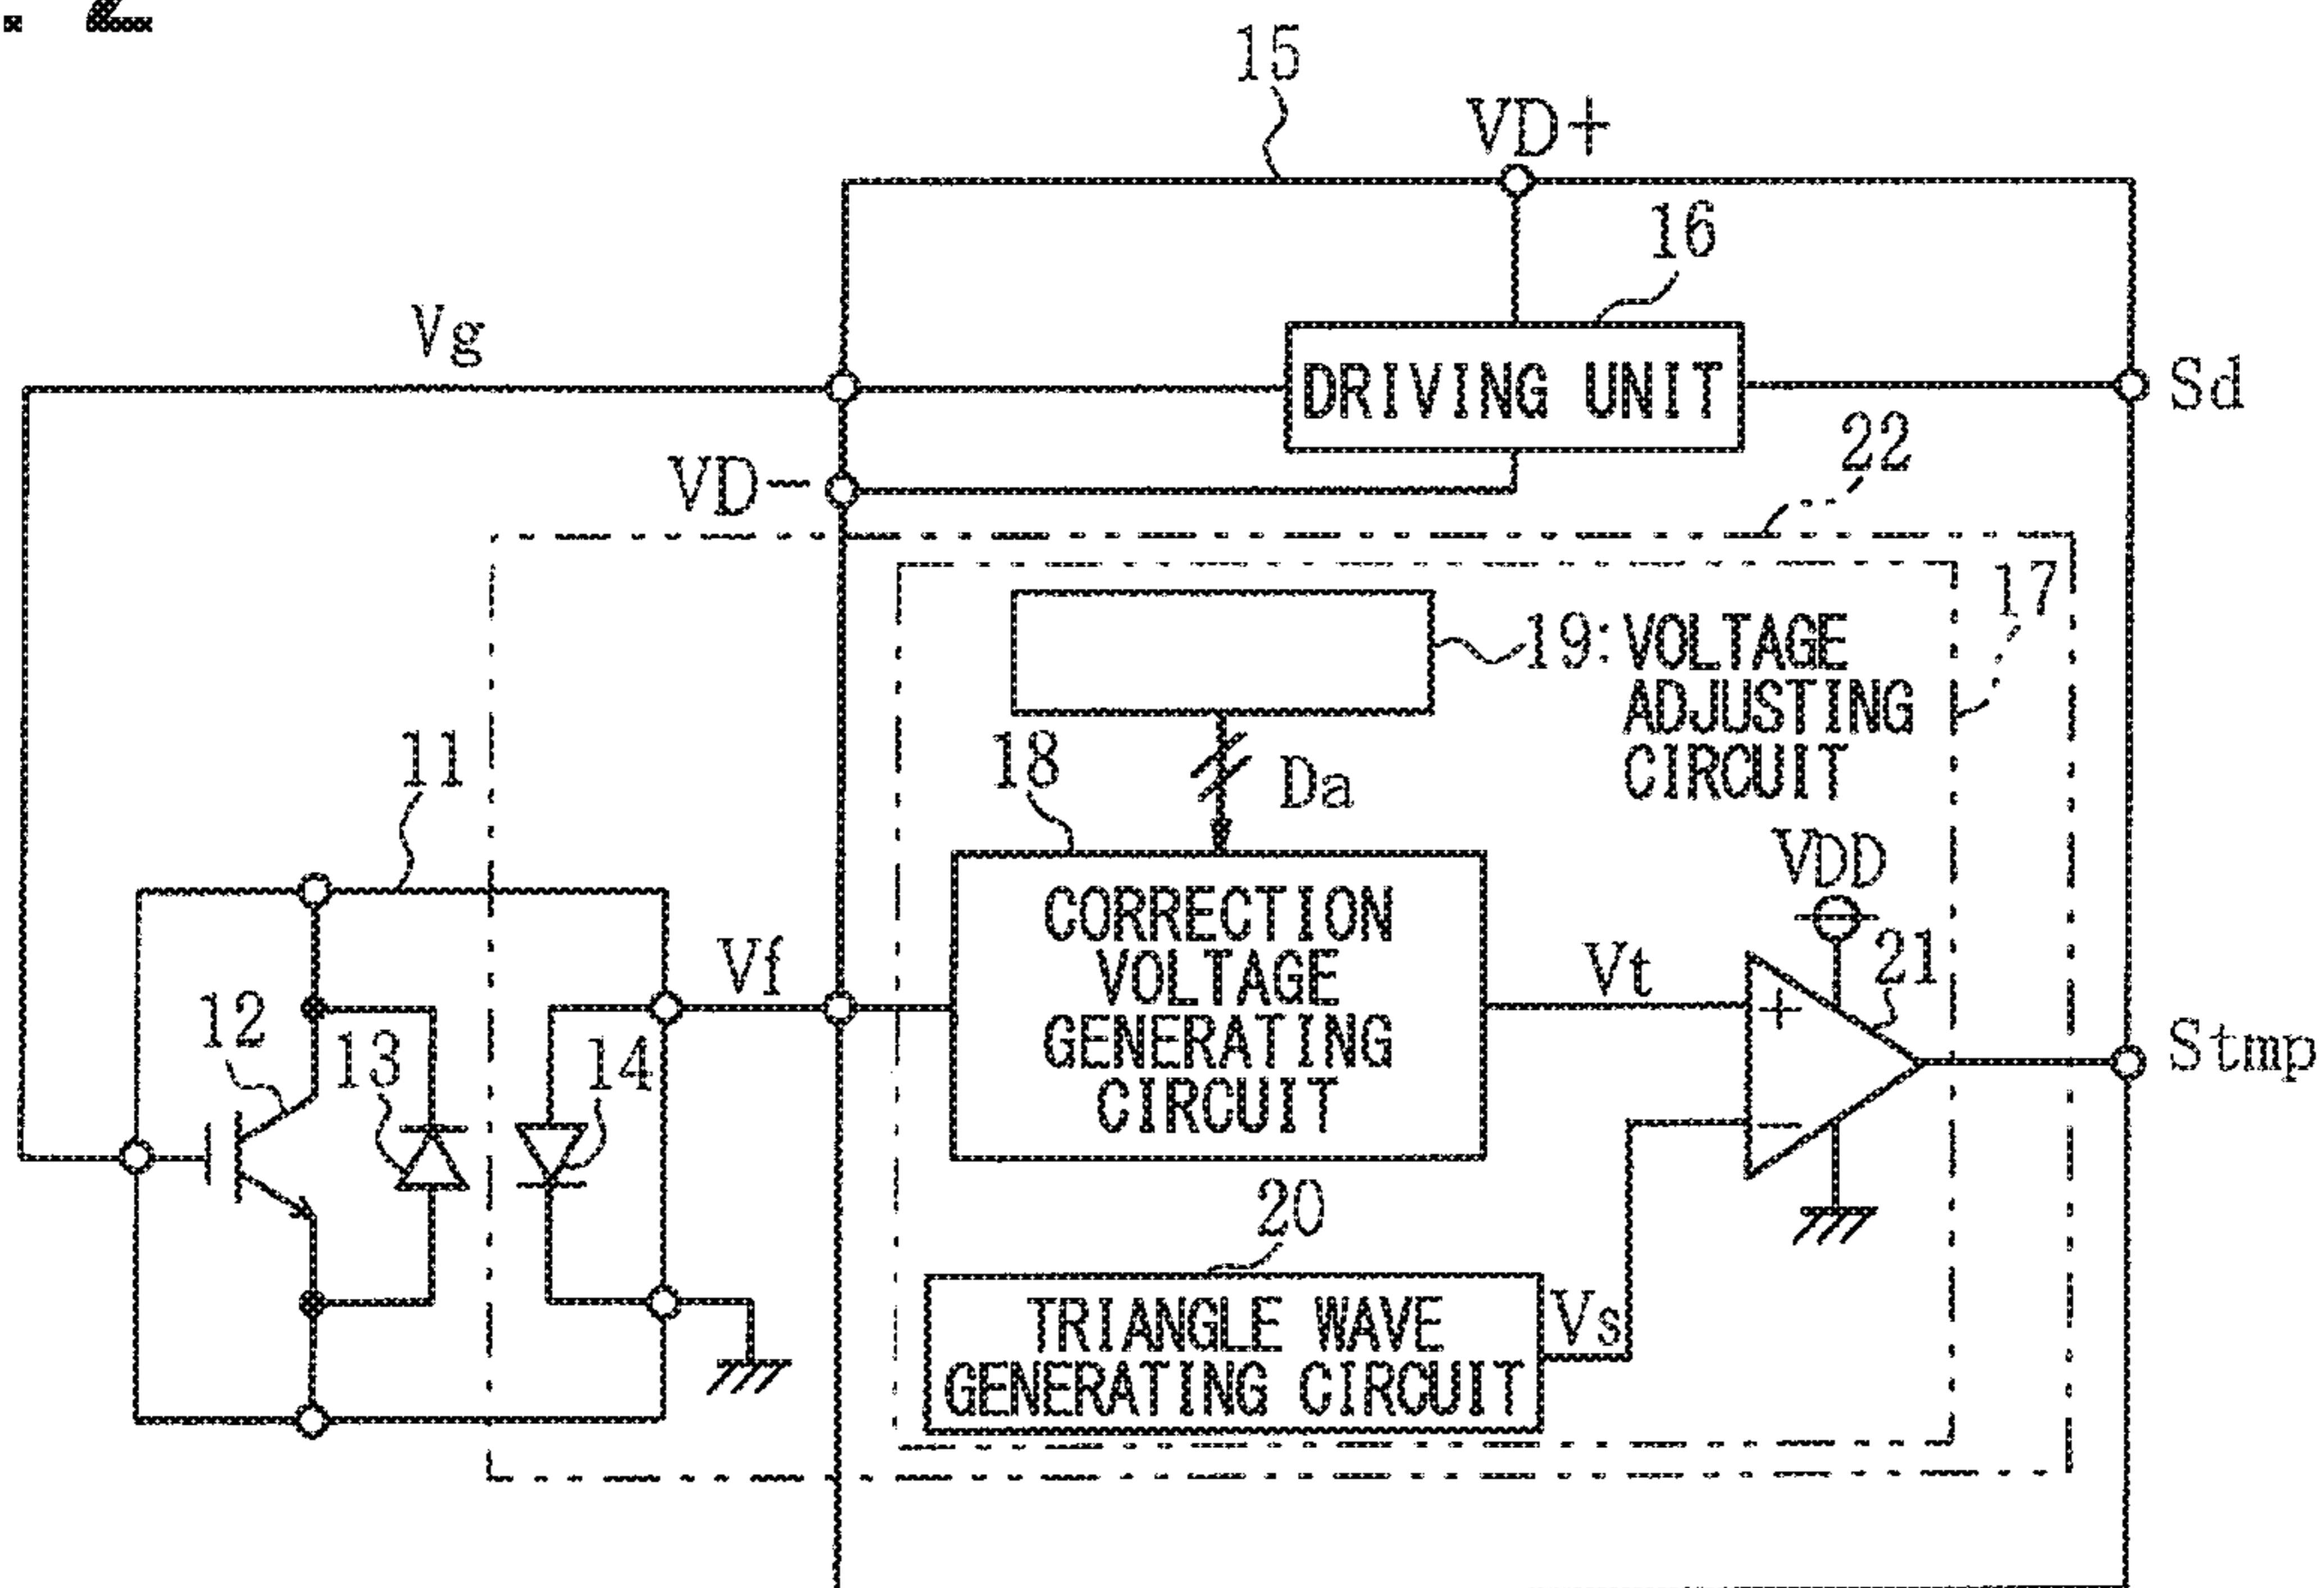 . 2
15
VD+
16
Vg
DRIVING UNIT
Sd
22
VD-
17
19: VOLTAGE
ADJUSTING
CIRCUIT
11
18
Da
VDD
CORRECTION
VOLTAGE
GENERATING
CIRCUIT
Vf
Vt
21
+
12
13
14
Stmp
-
20
TRIANGLE WAVE
GENERATING CIRCUIT
Vs